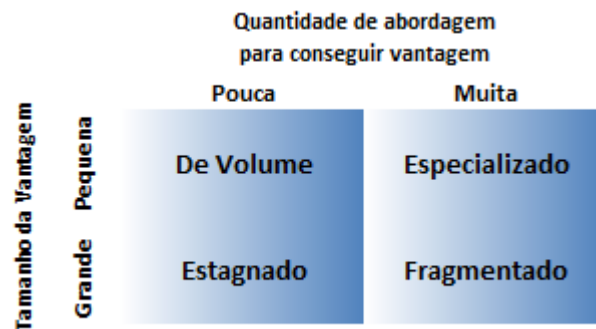 Quantidade de abordagem
para conseguir vantagem
Pouca Muita
Tamanho da Vantagem
Pequena
De Volume Especializado
Grande
Estagnado Fragmentado